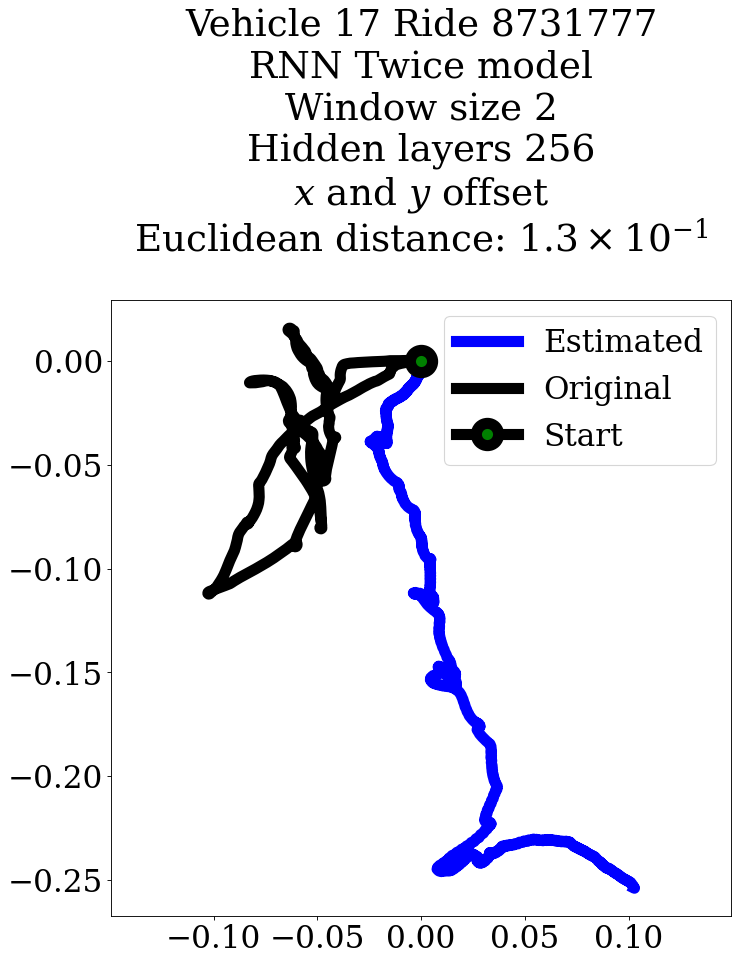 Vehicle 17 Ride 8731777
RNN Twice model
Window size 2
Hidden layers 256
x and y offset
Euclidean distance: 1.3 × 10⁻¹
Estimated
Original
Start
0.00
−0.05
−0.10
−0.15
−0.20
−0.25
−0.10 −0.05 0.00 0.05 0.10